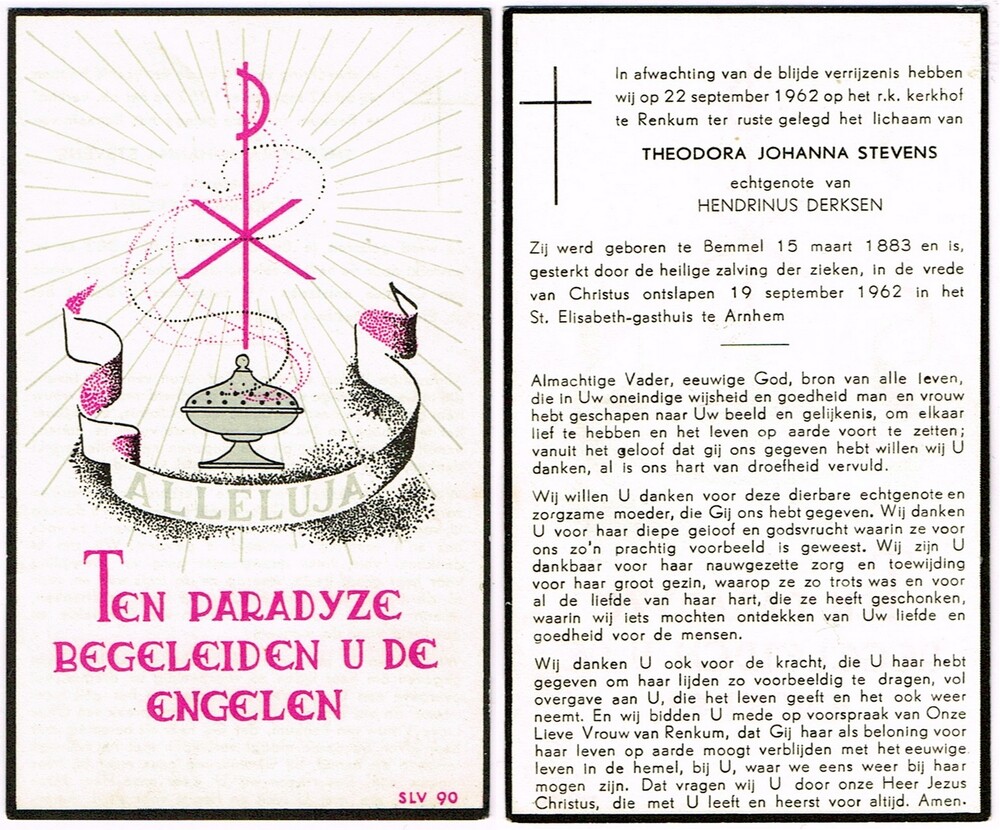 ALLELUJA
TEN PARADYZE
BEGELEIDEN U DE
ENGELEN
SLV 90
In afwachting van de blijde verrijzenis hebben
wij op 22 september 1962 op het r.k. kerkhof
te Renkum ter ruste gelegd het lichaam van
THEODORA JOHANNA STEVENS
echtgenote van
HENDRINUS DERKSEN
Zij werd geboren te Bemmel 15 maart 1883 en is,
gesterkt door de heilige zalving der zieken, in de vrede
van Christus ontslapen 19 september 1962 in het
St. Elisabeth-gasthuis te Arnhem
Almachtige Vader, eeuwige God, bron van alle leven,
die in Uw oneindige wijsheid en goedheid man en vrouw
hebt geschapen naar Uw beeld en gelijkenis, om elkaar
lief te hebben en het leven op aarde voort te zetten;
vanuit het geloof dat gij ons gegeven hebt willen wij U
danken, al is ons hart van droefheid vervuld.
Wij willen U danken voor deze dierbare echtgenote en
zorgzame moeder, die Gij ons hebt gegeven. Wij danken
U voor haar diepe geioof en godsvrucht waarin ze voor
ons zo'n prachtig voorbeeld is geweest. Wij zijn U
dankbaar voor haar nauwgezette zorg en toewijding
voor haar groot gezin, waarop ze zo trots was en voor
al de liefde van haar hart, die ze heeft geschonken,
waarin wij iets mochten ontdekken van Uw liefde en
goedheid voor de mensen.
Wij danken U ook voor de kracht, die U haar hebt
gegeven om haar lijden zo voorbeeldig te dragen, vol
overgave aan U, die het leven geeft en het ook weer
neemt. En wij bidden U mede op voorspraak van Onze
Lieve Vrouw van Renkum, dat Gij haar als beloning voor
haar leven op aarde moogt verblijden met het eeuwige
leven in de hemel, bij U, waar we eens weer bij haar
mogen zijn. Dat vragen wij U door onze Heer Jezus
Christus, die met U leeft en heerst voor altijd. Amen.